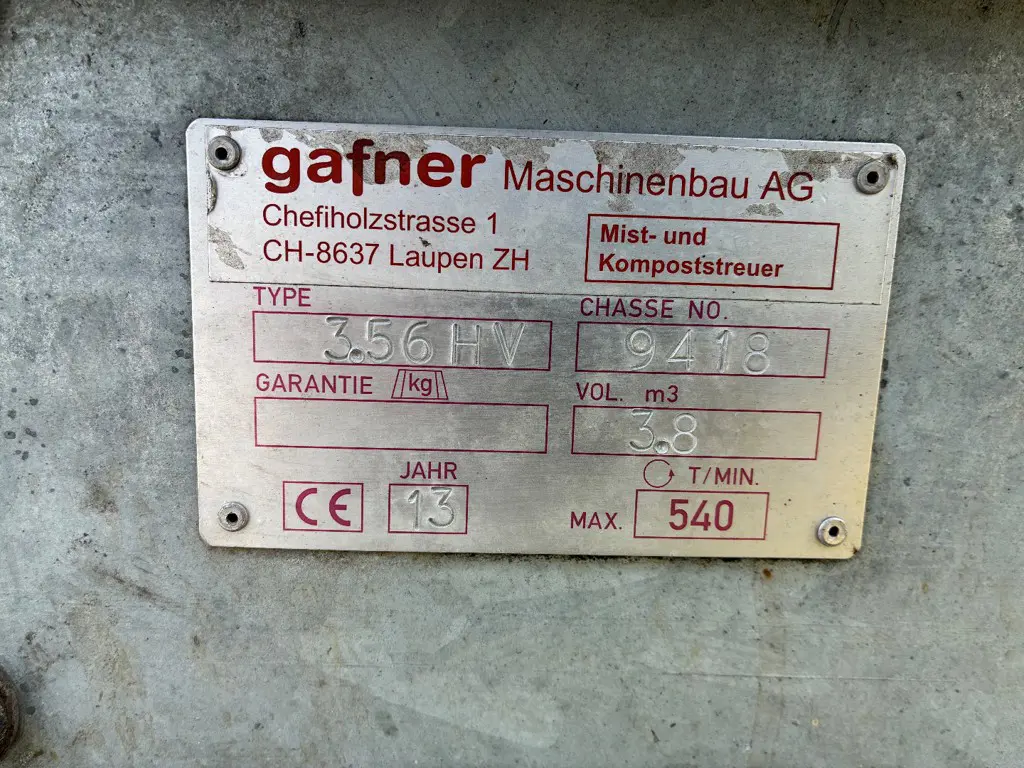 gafner Maschinenbau AG
Chefiholzstrasse 1
CH-8637 Laupen ZH
Mist- und
Kompoststreuer
TYPE
3.56 HV
CHASSE NO.
9418
GARANTIE kg
VOL. m3
3.8
JAHR
CE 13
T/MIN.
MAX. 540